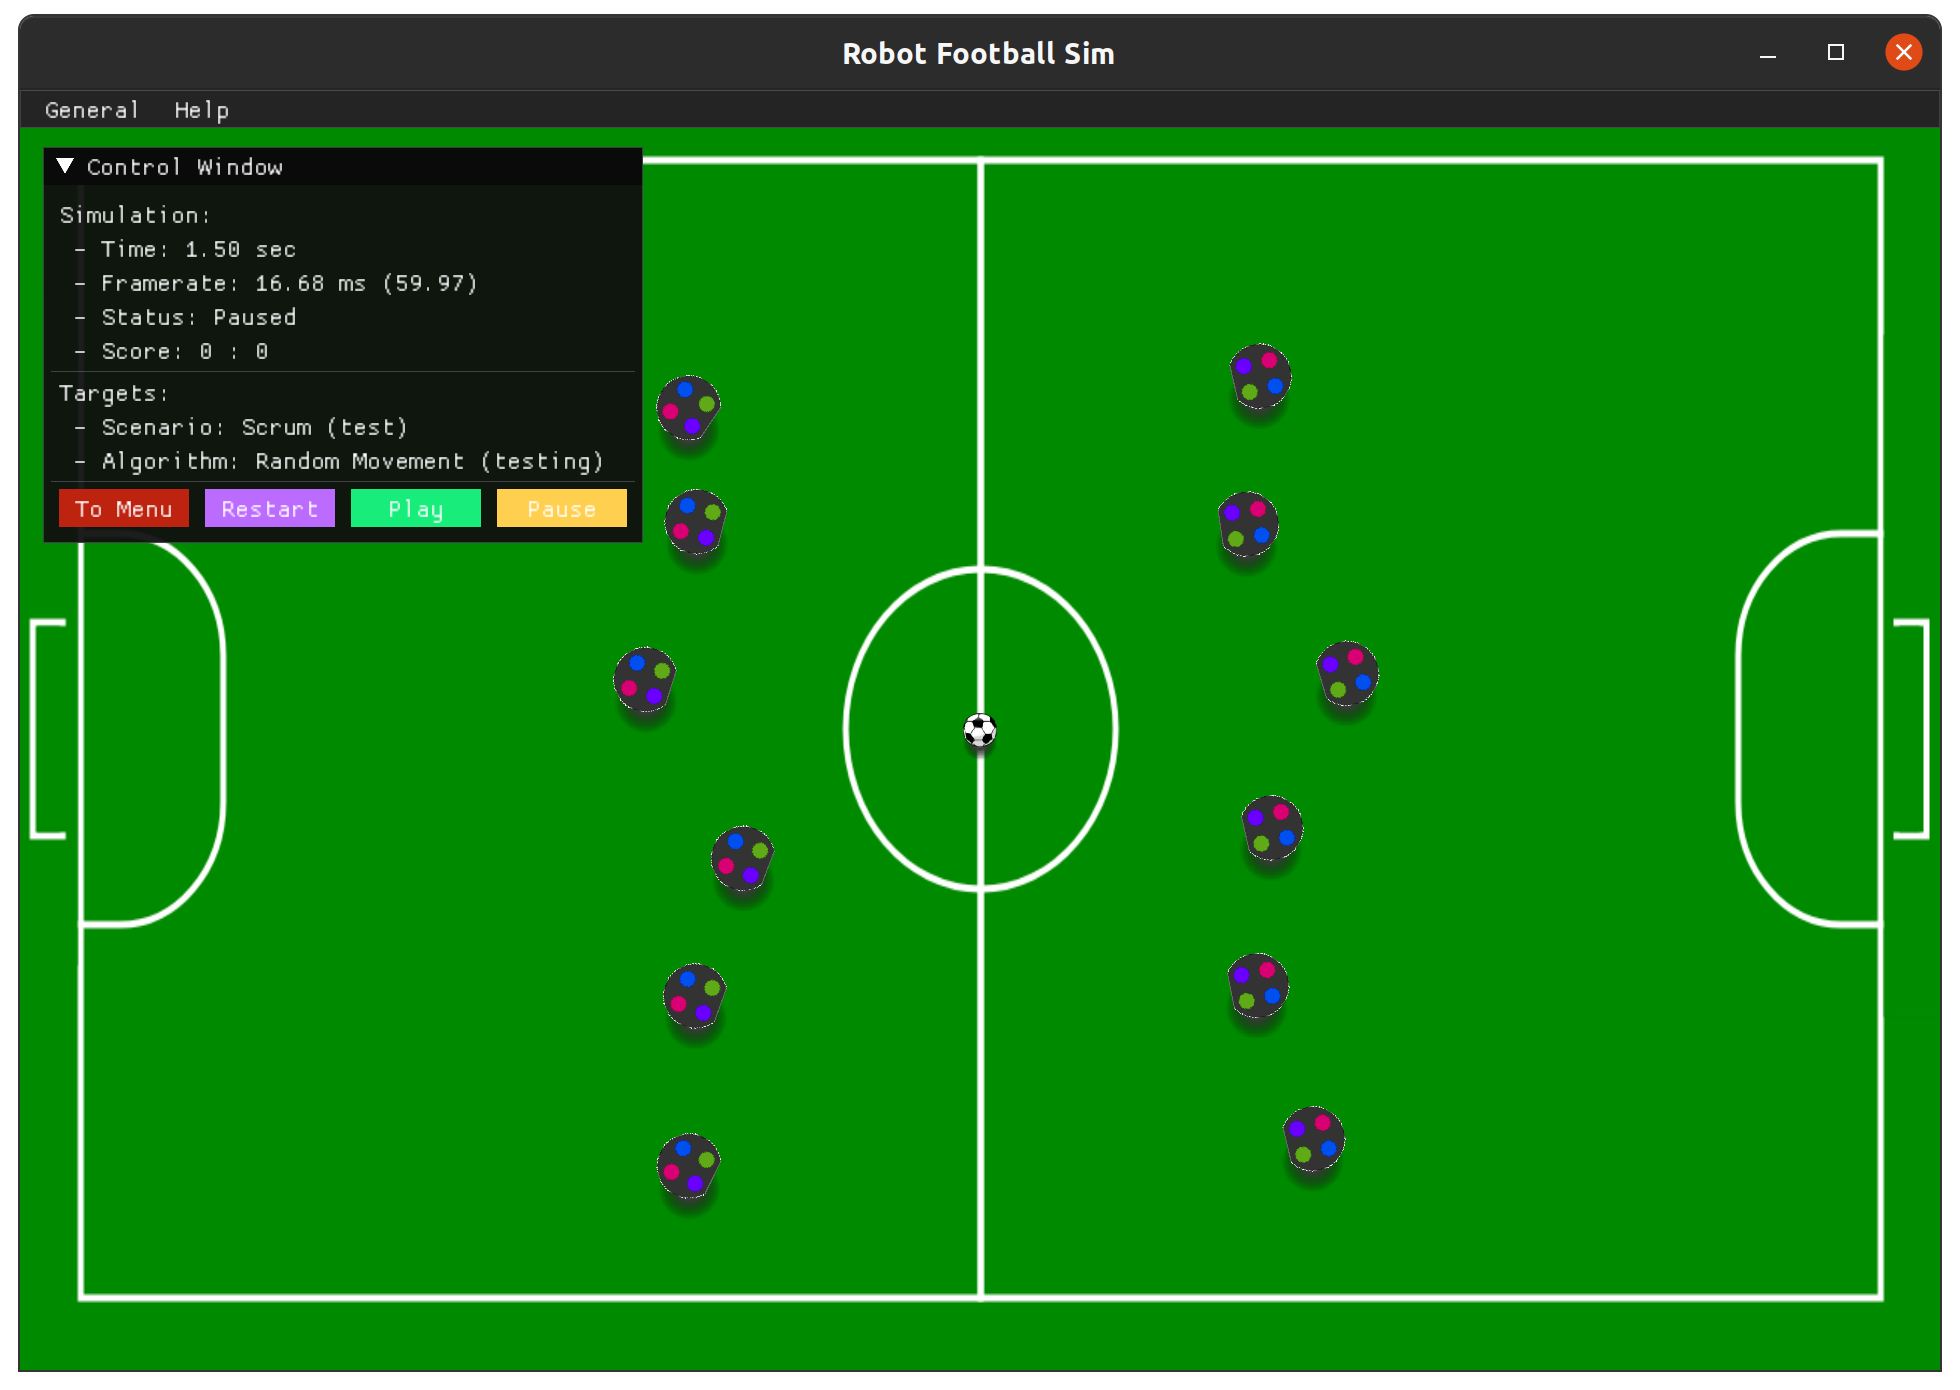 Robot Football Sim
General Help
Control Window
Simulation:
- Time: 1.50 sec
- Framerate: 16.68 ms (59.97)
- Status: Paused
- Score: 0 : 0
Targets:
- Scenario: Scrum (test)
- Algorithm: Random Movement (testing)
To Menu Restart Play Pause